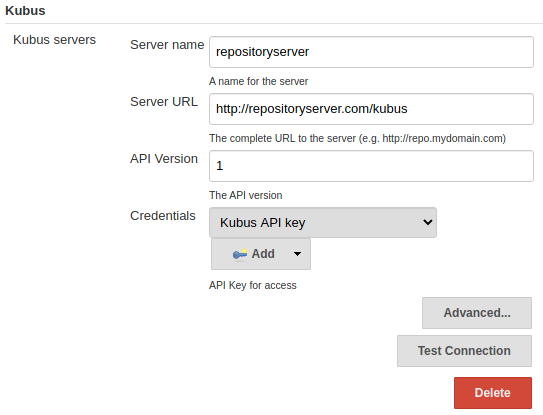 Kubus
Kubus servers
Server name
repositoryserver
A name for the server
Server URL
http://repositoryserver.com/kubus
The complete URL to the server (e.g. http://repo.mydomain.com)
API Version
1
The API version
Credentials
Kubus API key
Add
API Key for access
Advanced...
Test Connection
Delete